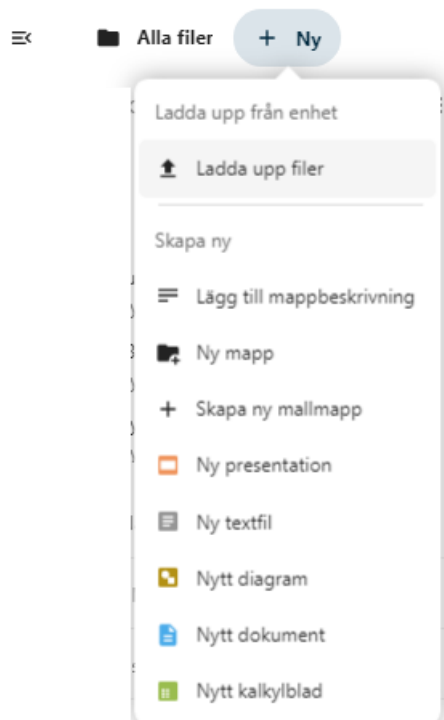 Alla filer
Ny
Ladda upp från enhet
Ladda upp filer
Skapa ny
Lägg till mappbeskrivning
Ny mapp
Skapa ny mallmapp
Ny presentation
Ny textfil
Nytt diagram
Nytt dokument
Nytt kalkylblad